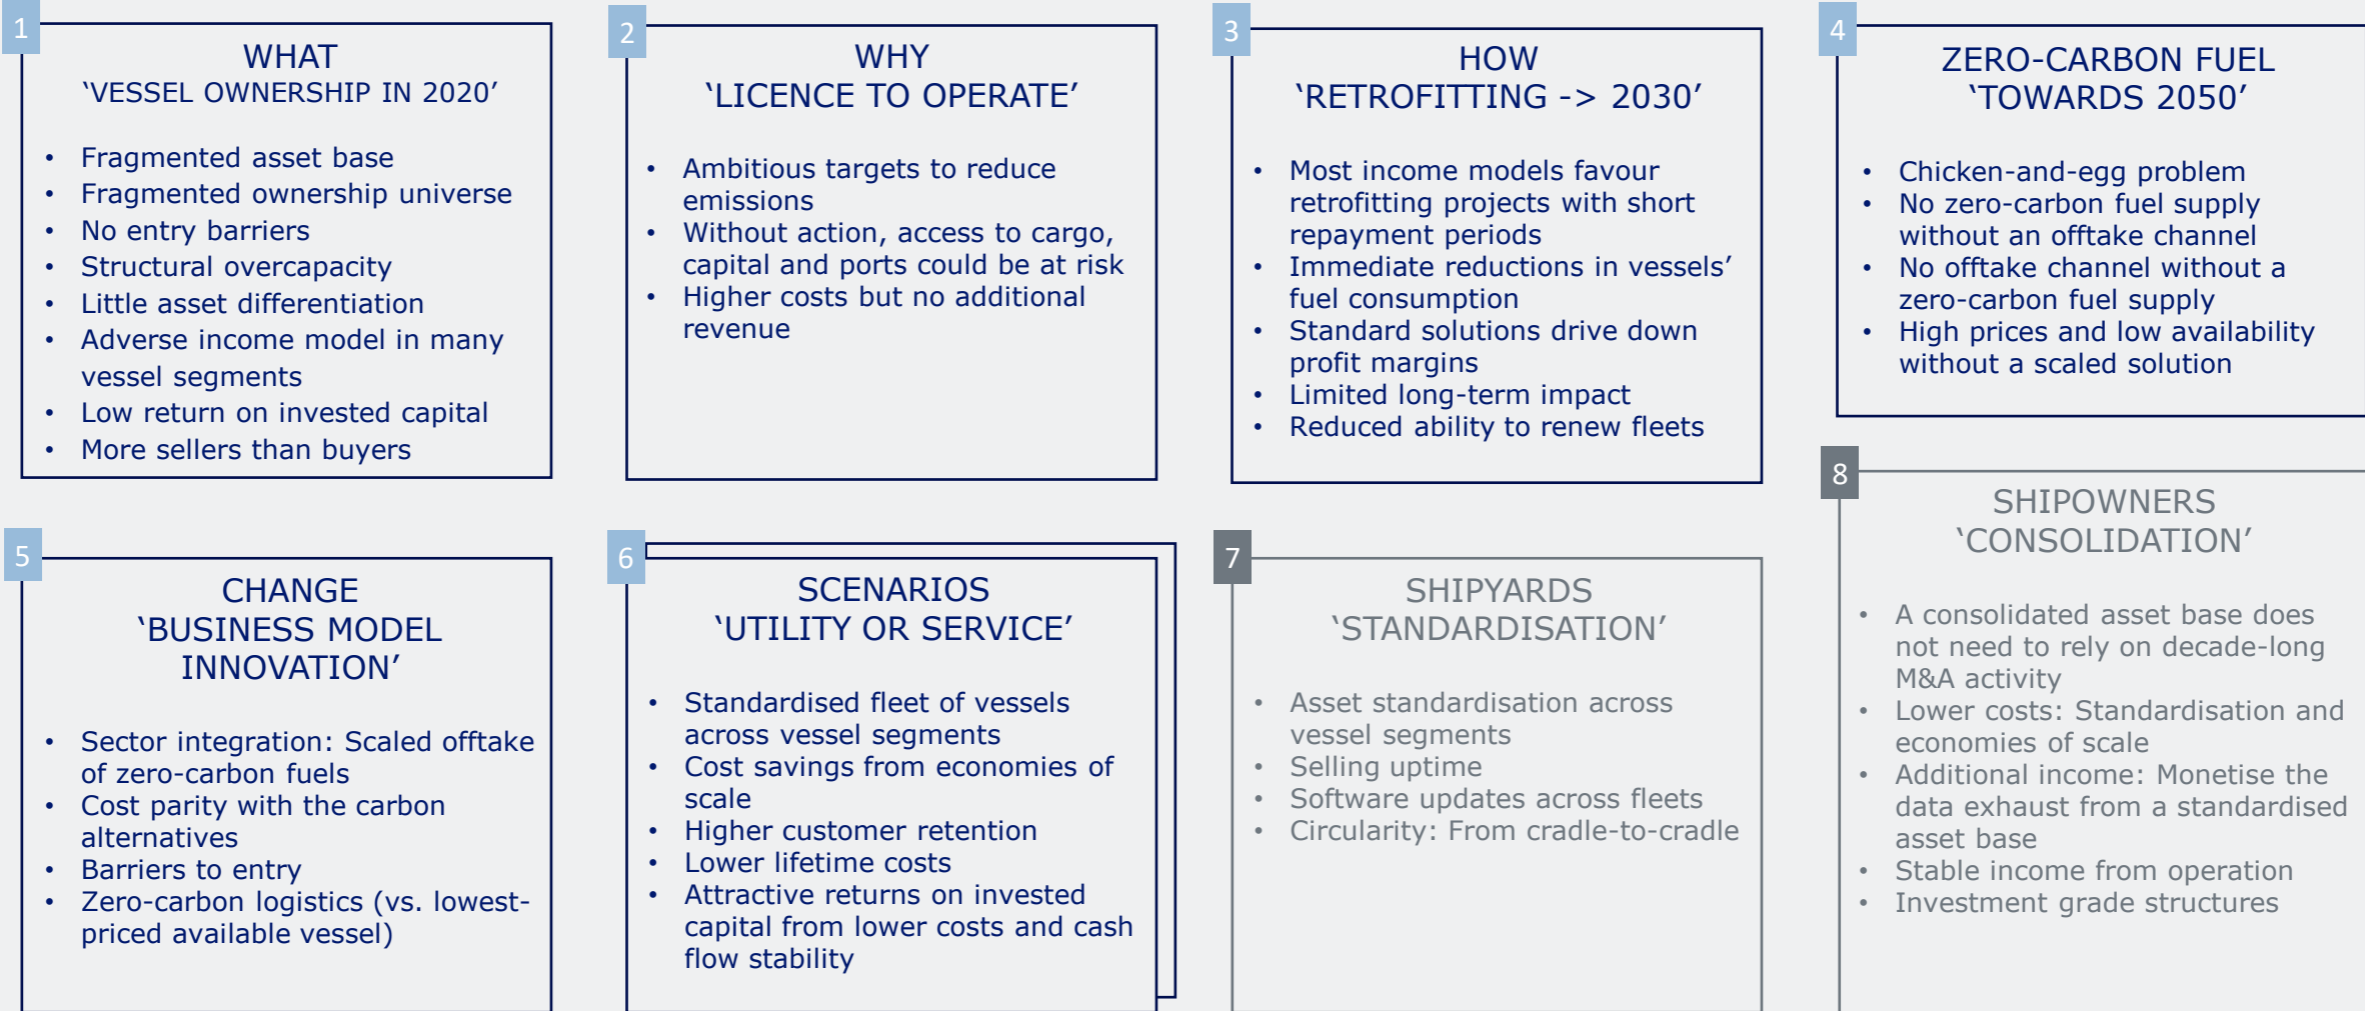 1
WHAT
‘VESSEL OWNERSHIP IN 2020’
• Fragmented asset base
• Fragmented ownership universe
• No entry barriers
• Structural overcapacity
• Little asset differentiation
• Adverse income model in many
vessel segments
• Low return on invested capital
• More sellers than buyers
2
WHY
‘LICENCE TO OPERATE’
• Ambitious targets to reduce
emissions
• Without action, access to cargo,
capital and ports could be at risk
• Higher costs but no additional
revenue
3
HOW
‘RETROFITTING -> 2030’
• Most income models favour
retrofitting projects with short
repayment periods
• Immediate reductions in vessels’
fuel consumption
• Standard solutions drive down
profit margins
• Limited long-term impact
• Reduced ability to renew fleets
4
ZERO-CARBON FUEL
‘TOWARDS 2050’
• Chicken-and-egg problem
• No zero-carbon fuel supply
without an offtake channel
• No offtake channel without a
zero-carbon fuel supply
• High prices and low availability
without a scaled solution
5
CHANGE
‘BUSINESS MODEL
INNOVATION’
• Sector integration: Scaled offtake
of zero-carbon fuels
• Cost parity with the carbon
alternatives
• Barriers to entry
• Zero-carbon logistics (vs. lowest-
priced available vessel)
6
SCENARIOS
‘UTILITY OR SERVICE’
• Standardised fleet of vessels
across vessel segments
• Cost savings from economies of
scale
• Higher customer retention
• Lower lifetime costs
• Attractive returns on invested
capital from lower costs and cash
flow stability
7
SHIPYARDS
‘STANDARDISATION’
• Asset standardisation across
vessel segments
• Selling uptime
• Software updates across fleets
• Circularity: From cradle-to-cradle
8
SHIPOWNERS
‘CONSOLIDATION’
• A consolidated asset base does
not need to rely on decade-long
M&A activity
• Lower costs: Standardisation and
economies of scale
• Additional income: Monetise the
data exhaust from a standardised
asset base
• Stable income from operation
• Investment grade structures